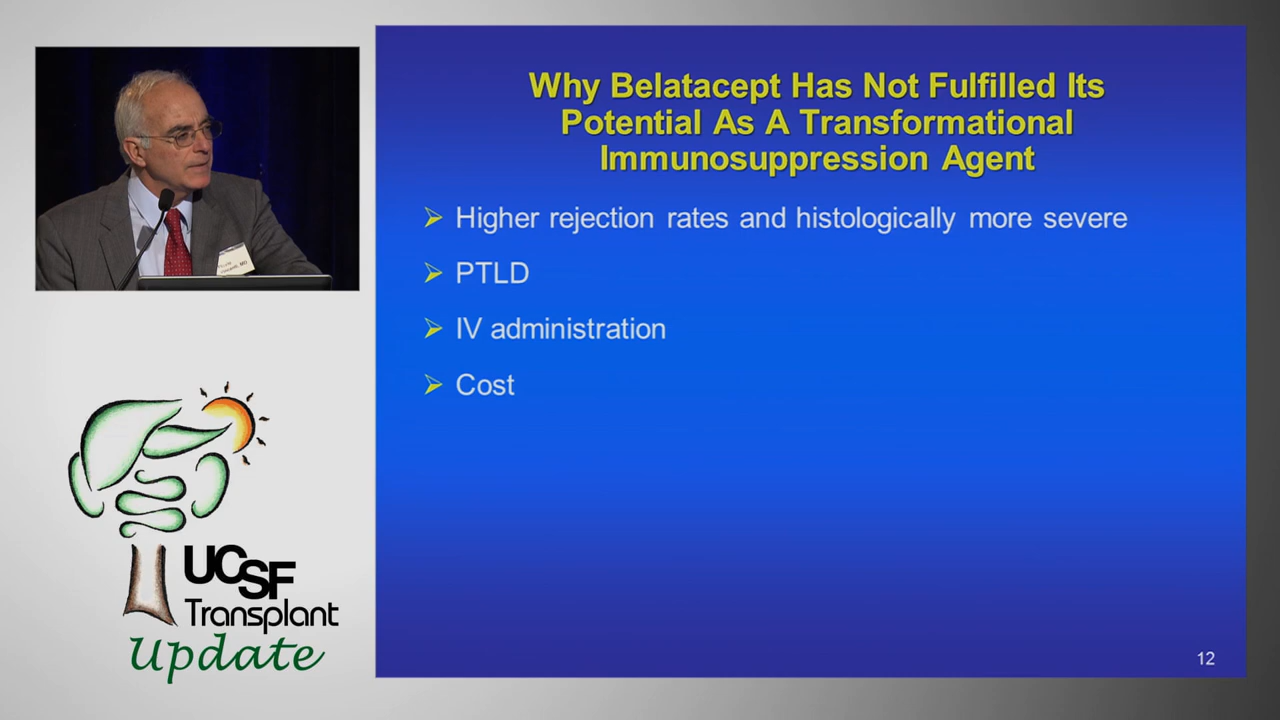 Why Belatacept Has Not Fulfilled Its
Potential As A Transformational
Immunosuppression Agent
Higher rejection rates and histologically more severe
PTLD
IV administration
Cost
12
UCSF
Transplant
Update